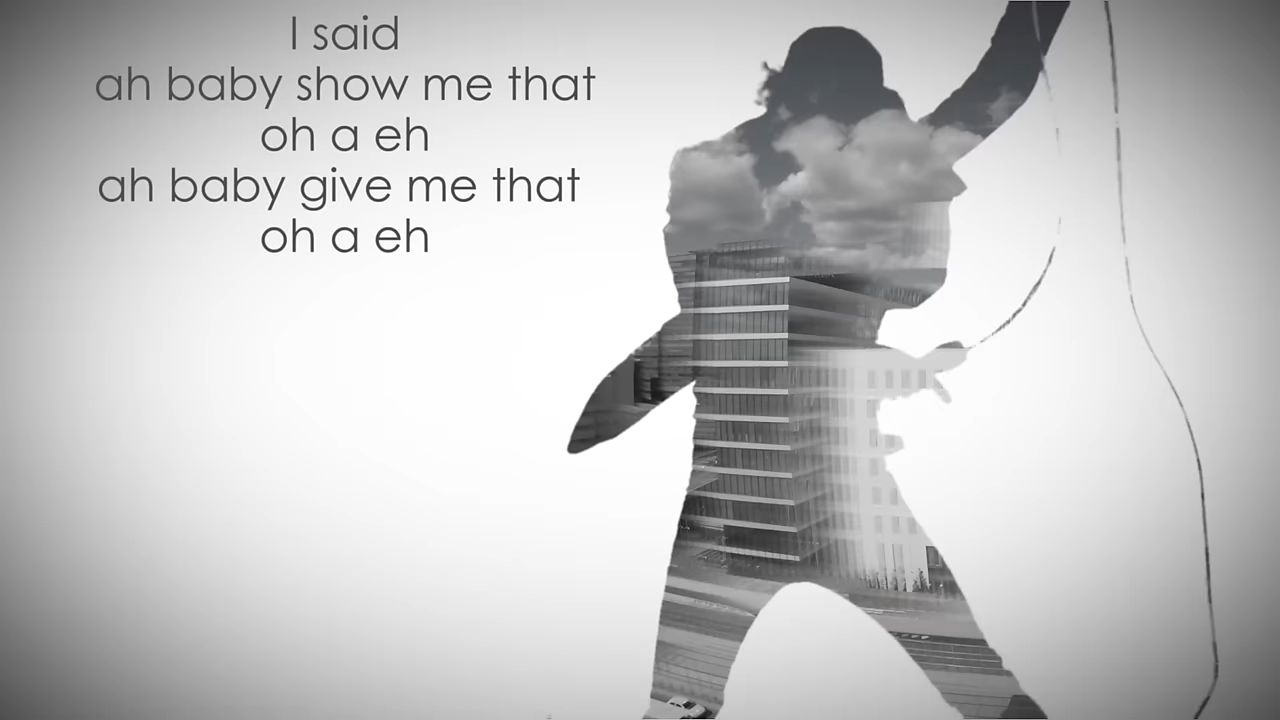 I said
ah baby show me that
oh a eh
ah baby give me that
oh a eh